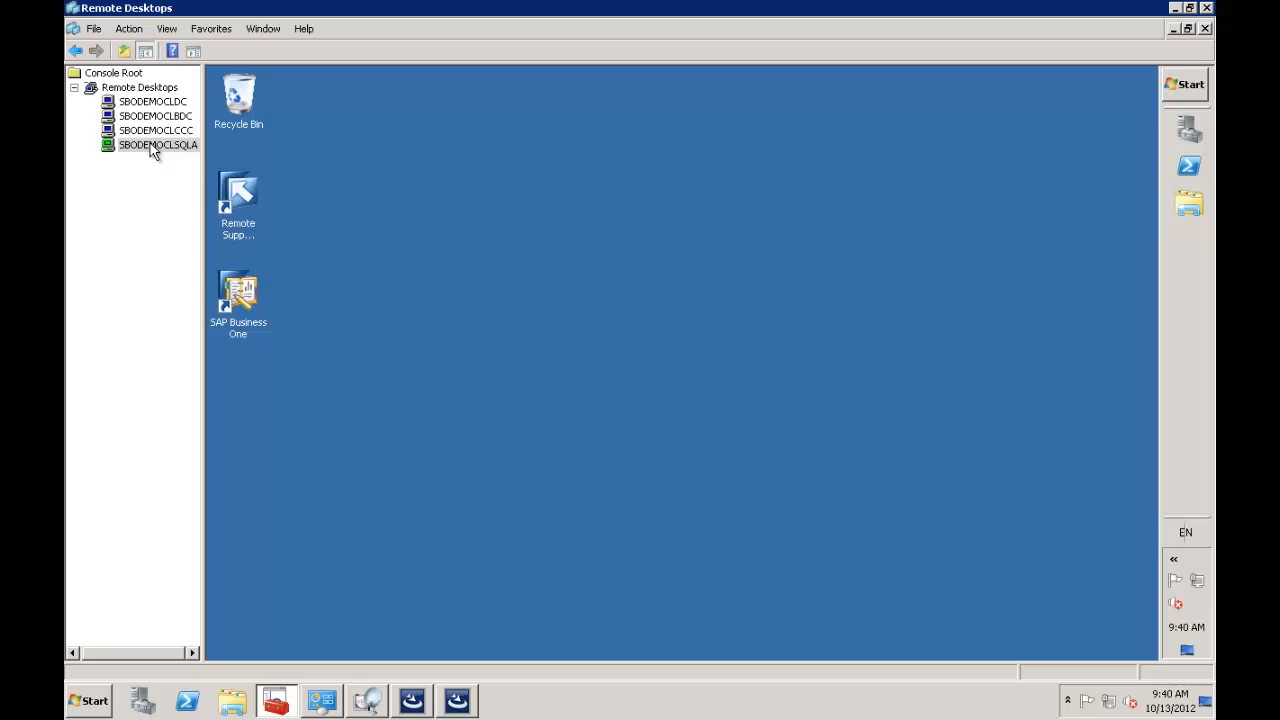 Remote Desktops
File Action View Favorites Window Help
Console Root
Remote Desktops
SBODEMOCLDC
SBODEMOCLBDC
SBODEMOCLCCC
SBODEMOCLSQLA
Recycle Bin
Remote
Supp...
SAP Business
One
Start
EN
9:40 AM
Start
9:40 AM
10/13/2012